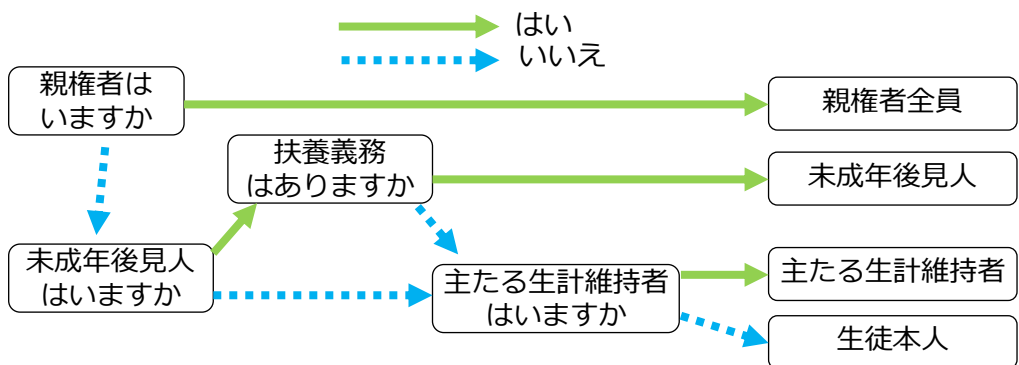 はい
いいえ
親権者は
いますか
親権者全員
扶養義務
はありますか
未成年後見人
未成年後見人
はいますか
主たる生計維持者
はいますか
主たる生計維持者
生徒本人